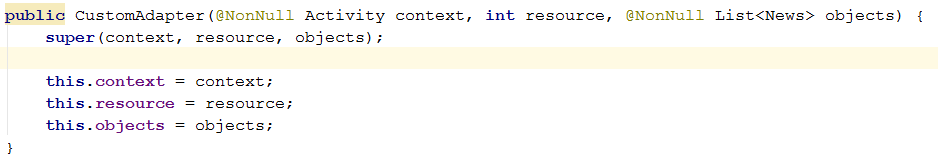 public CustomAdapter(@NonNull Activity context, int resource, @NonNull List<News> objects) {
    super(context, resource, objects);

    this.context = context;
    this.resource = resource;
    this.objects = objects;
}